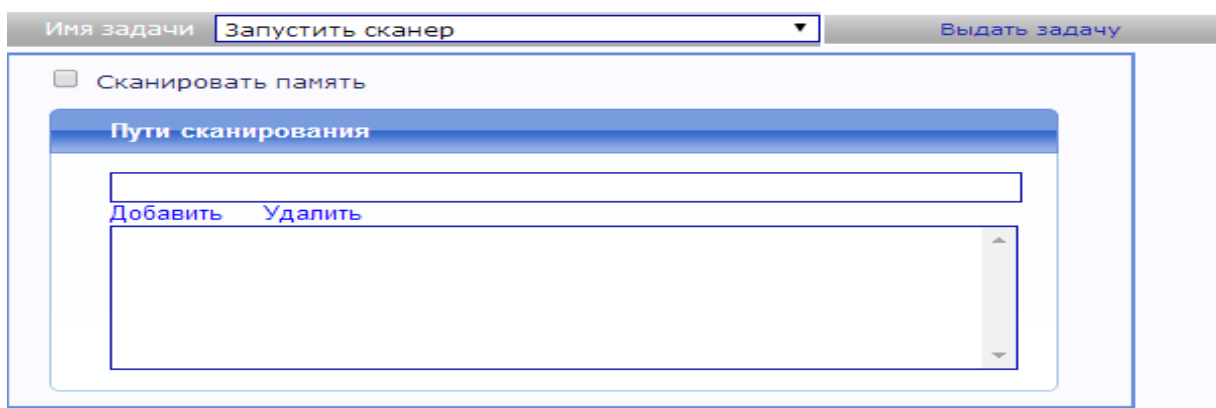 Имя задачи Запустить сканер Выдать задачу
Сканировать память
Пути сканирования
Добавить Удалить